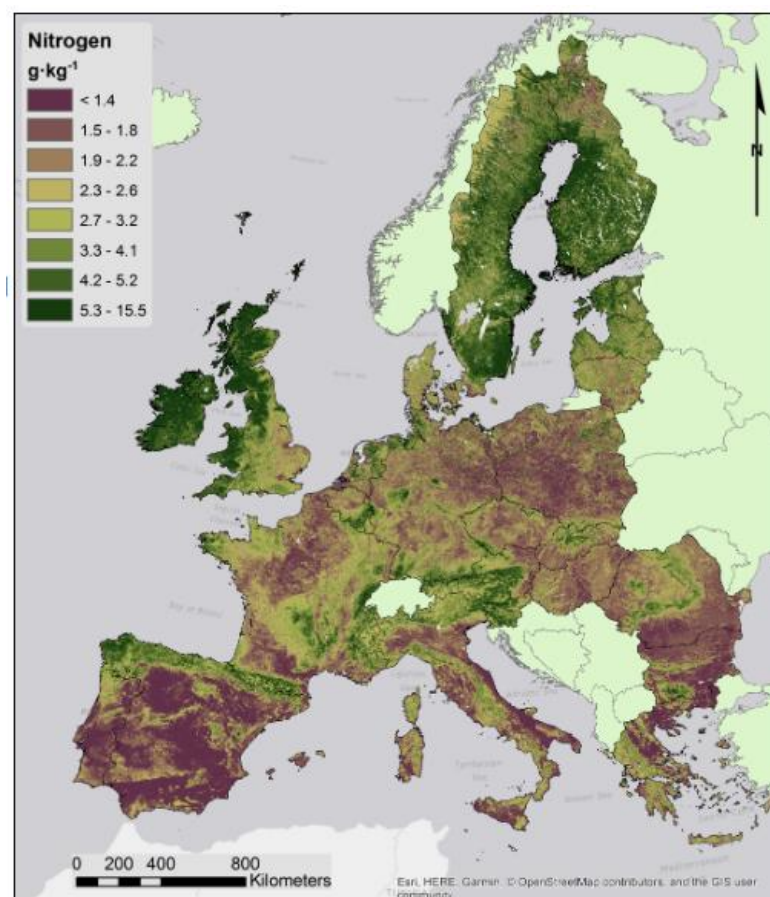 Nitrogen
g·kg⁻¹
< 1.4
1.5 - 1.8
1.9 - 2.2
2.3 - 2.6
2.7 - 3.2
3.3 - 4.1
4.2 - 5.2
5.3 - 15.5
N
0 200 400 800
Kilometers
Esri, HERE, Garmin, © OpenStreetMap contributors, and the GIS user
community